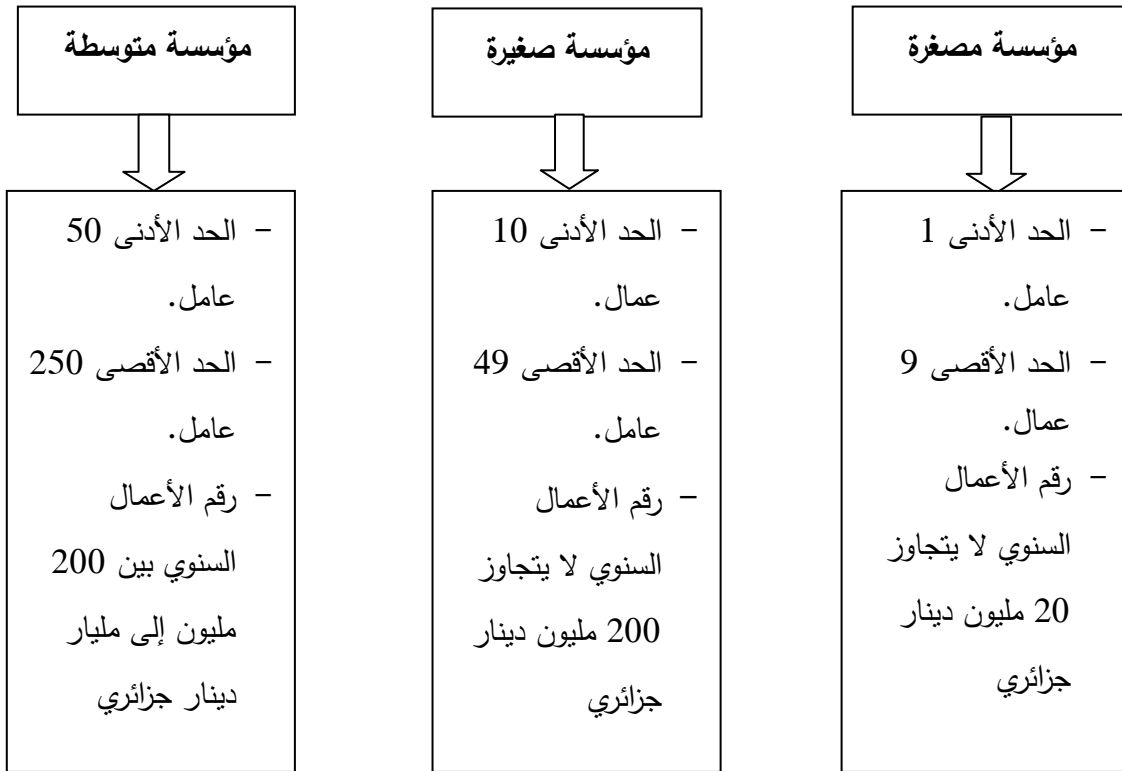 مؤسسة مصغرة
- الحد الأدنى 1
عامل.
- الحد الأقصى 9
عمال.
- رقم الأعمال
السنوي لا يتجاوز
20 مليون دينار
جزائري
مؤسسة صغيرة
- الحد الأدنى 10
عمال.
- الحد الأقصى 49
عامل.
- رقم الأعمال
السنوي لا يتجاوز
200 مليون دينار
جزائري
مؤسسة متوسطة
- الحد الأدنى 50
عامل.
- الحد الأقصى 250
عامل.
- رقم الأعمال
السنوي بين 200
مليون إلى مليار
دينار جزائري